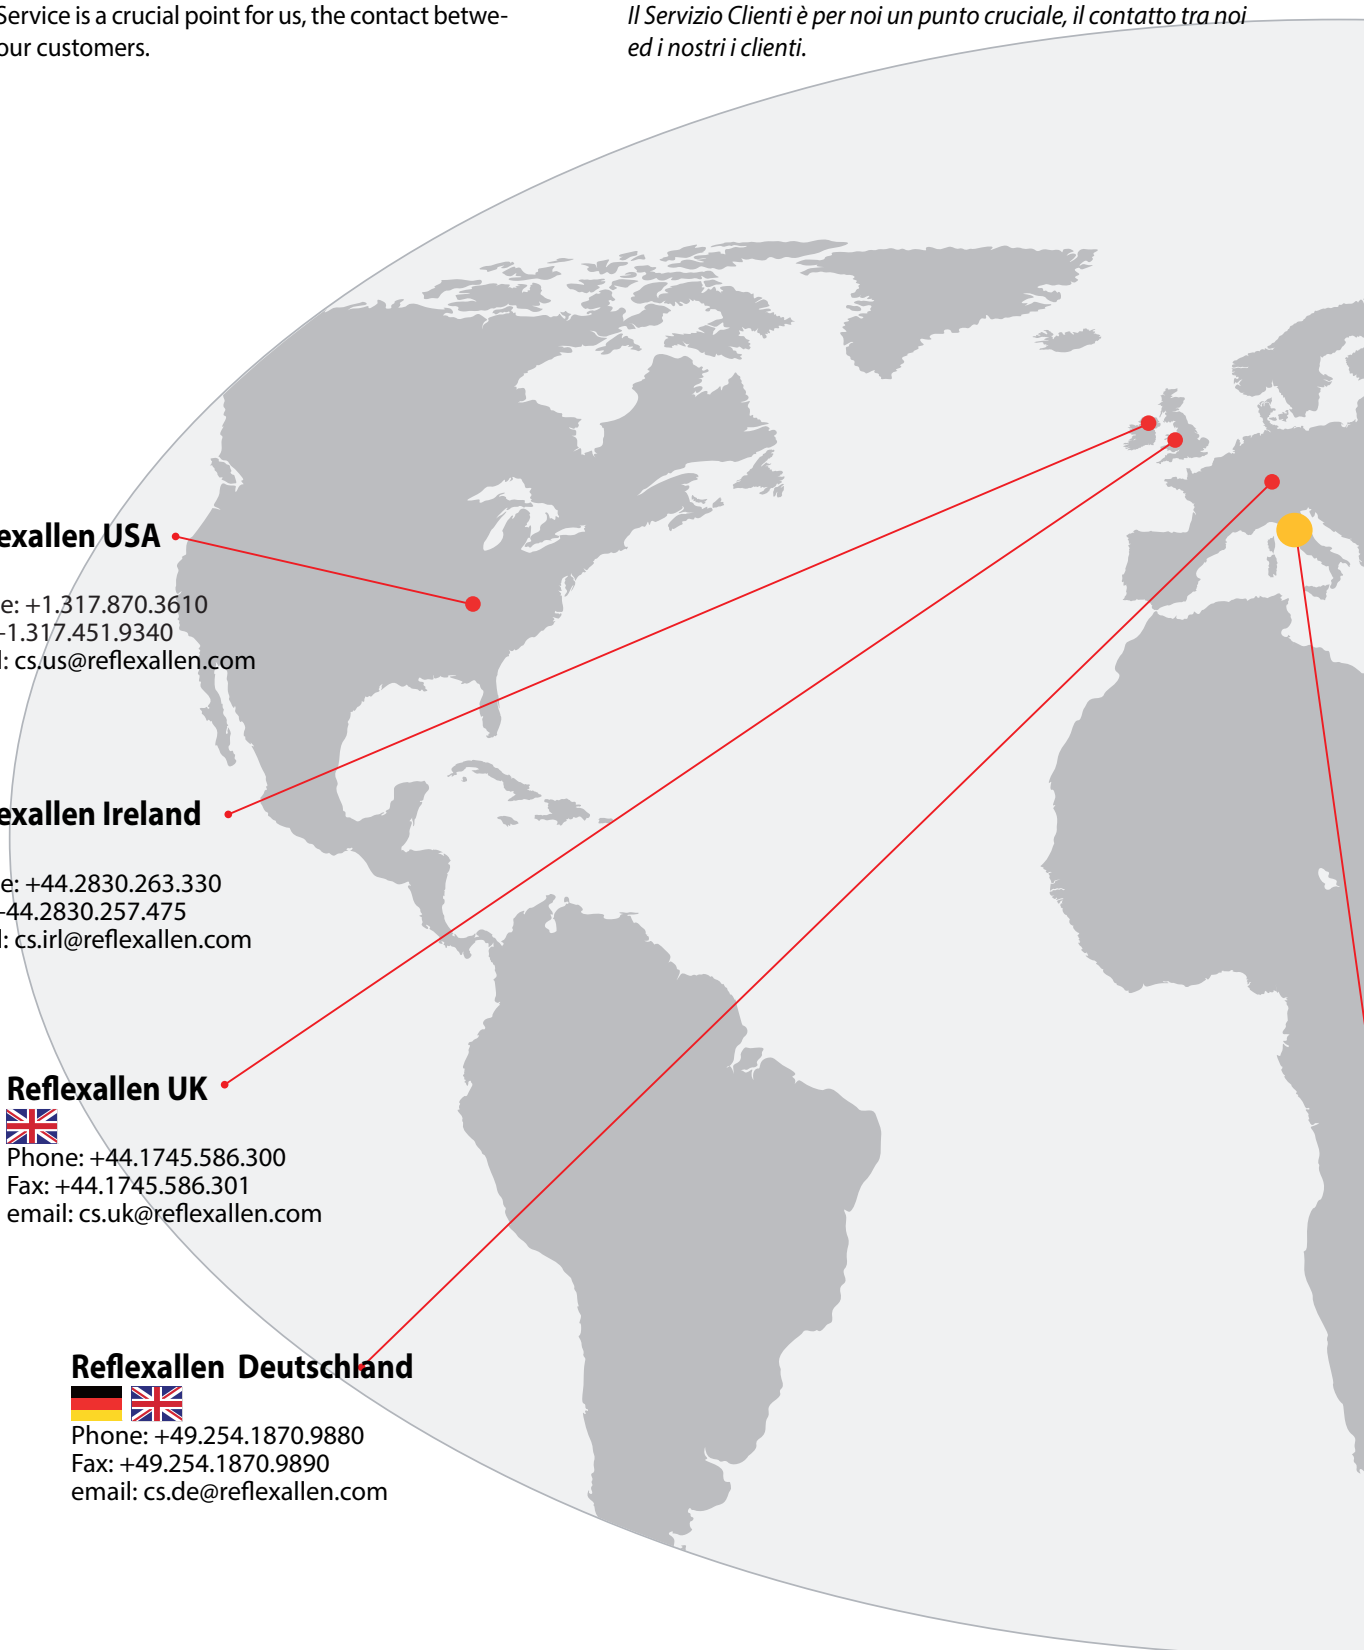 Service is a crucial point for us, the contact betwe-
our customers.
Il Servizio Clienti è per noi un punto cruciale, il contatto tra noi
ed i nostri i clienti.
exallen USA
e: +1.317.870.3610
+1.317.451.9340
l: cs.us@reflexallen.com
exallen Ireland
e: +44.2830.263.330
+44.2830.257.475
l: cs.irl@reflexallen.com
Reflexallen UK
Phone: +44.1745.586.300
Fax: +44.1745.586.301
email: cs.uk@reflexallen.com
Reflexallen Deutschland
Phone: +49.254.1870.9880
Fax: +49.254.1870.9890
email: cs.de@reflexallen.com